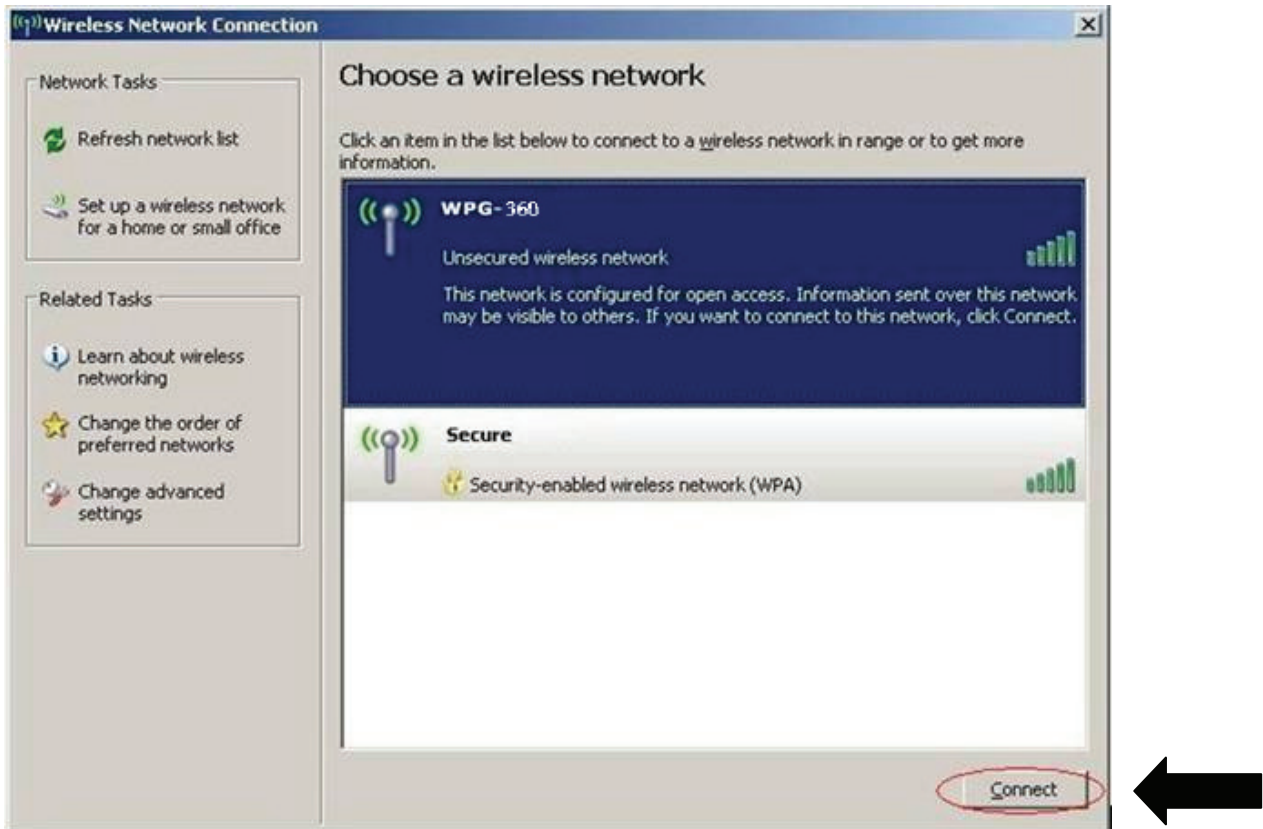 Wireless Network Connection
Network Tasks
Refresh network list
Set up a wireless network
for a home or small office
Related Tasks
Learn about wireless
networking
Change the order of
preferred networks
Change advanced
settings
Choose a wireless network
Click an item in the list below to connect to a wireless network in range or to get more
information.
WPG-360
Unsecured wireless network
This network is configured for open access. Information sent over this network
may be visible to others. If you want to connect to this network, click Connect.
Secure
Security-enabled wireless network (WPA)
Connect